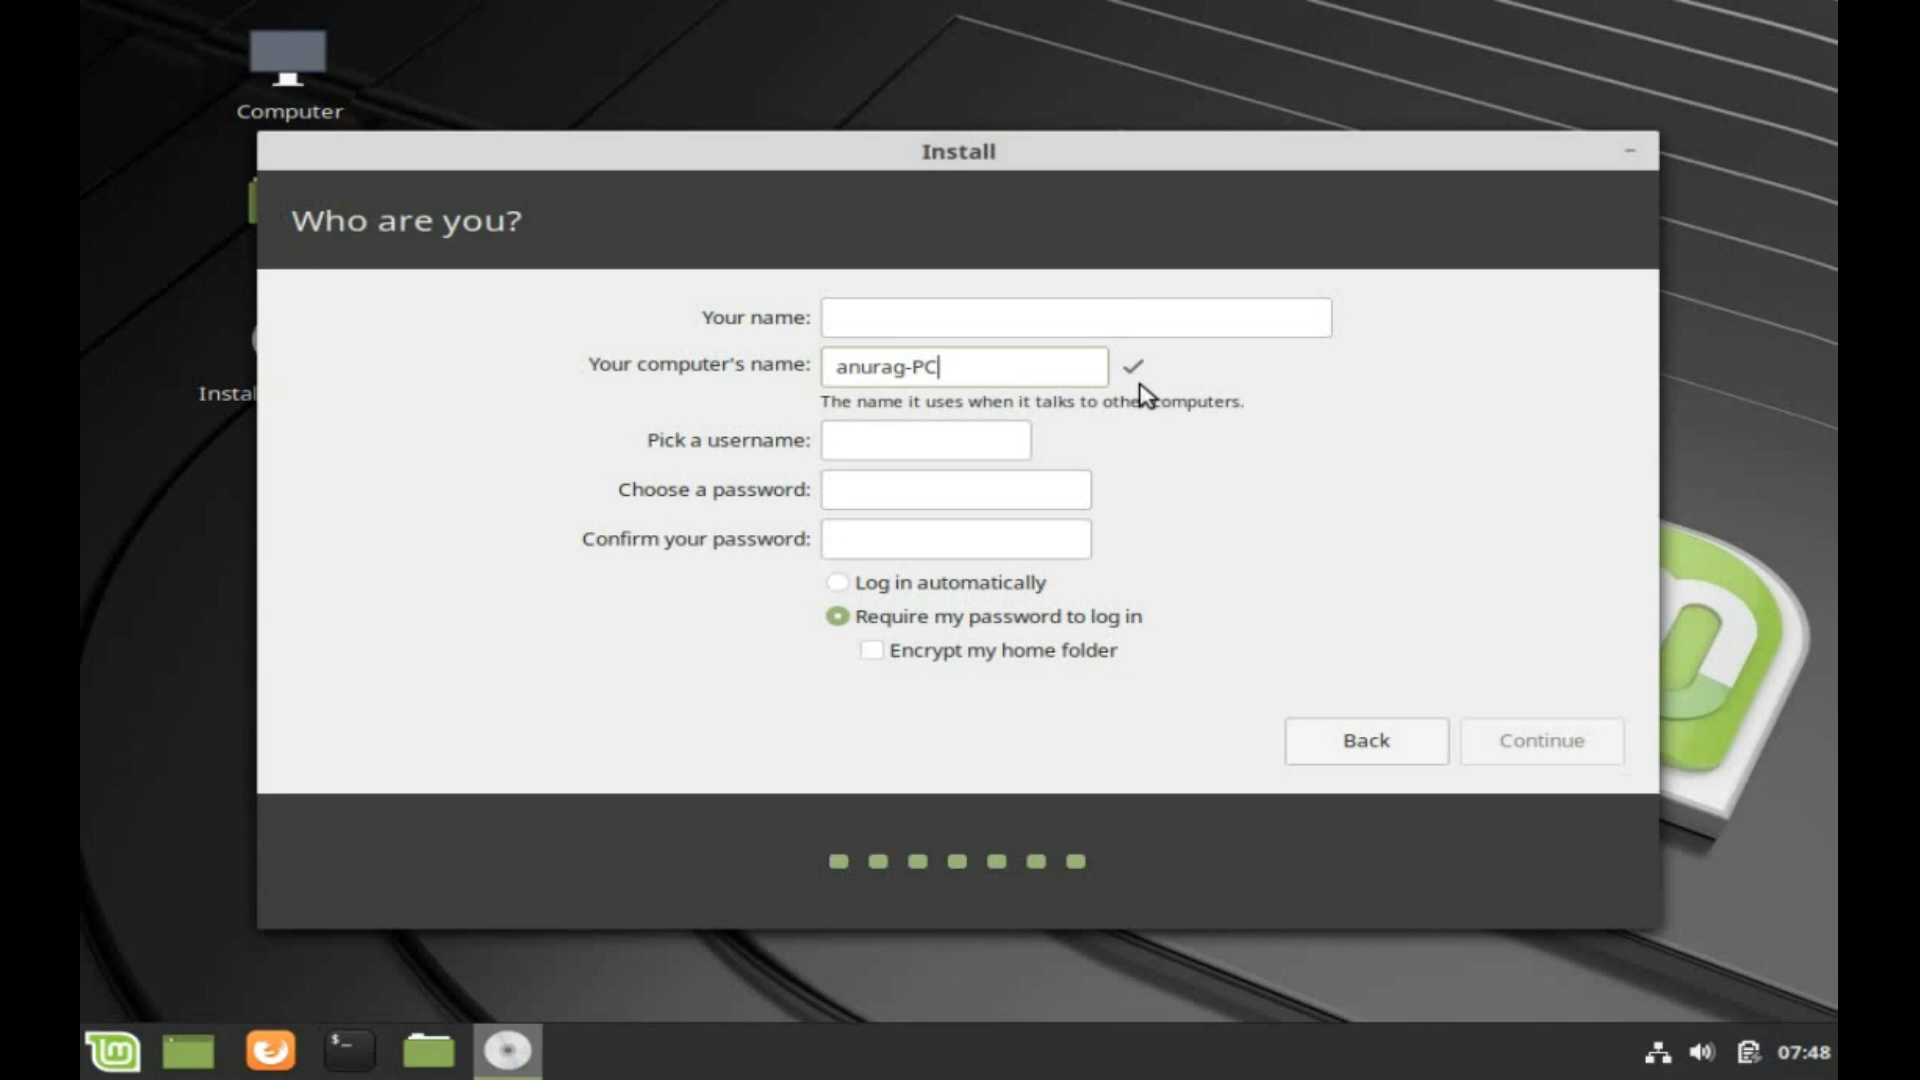 Computer
Install
Who are you?
Your name:
Your computer's name: anurag-PC
The name it uses when it talks to other computers.
Pick a username:
Choose a password:
Confirm your password:
Log in automatically
Require my password to log in
Encrypt my home folder
Instal
Back Continue
$_
07:48